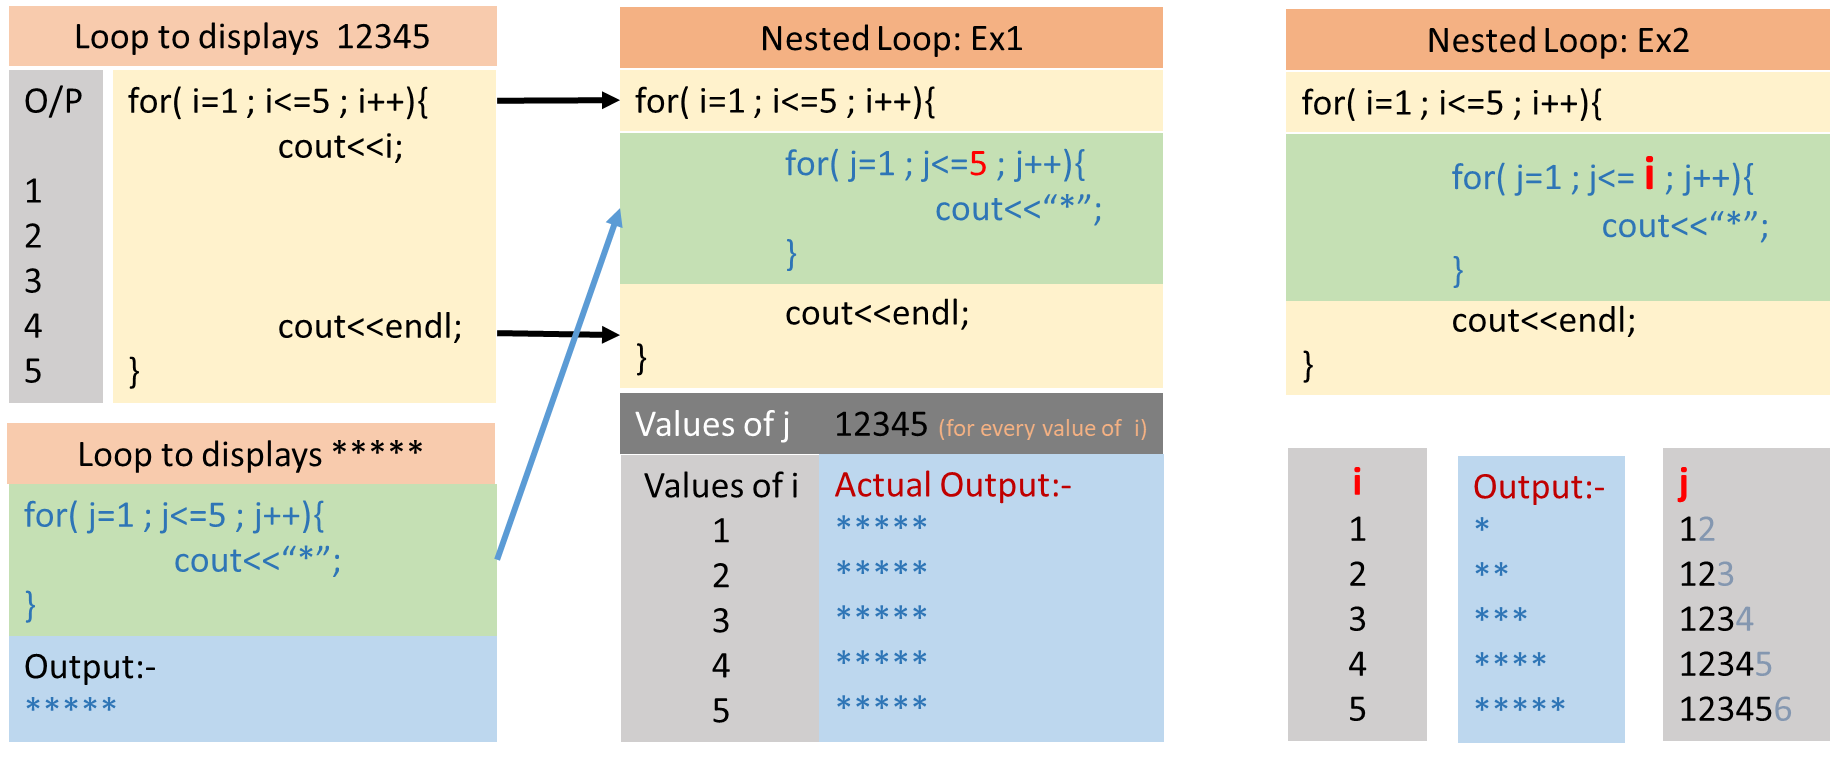 Loop to displays  12345
O/P
1
2
3
4
5
for( i=1 ; i<=5 ; i++){
cout<<i;
cout<<endl;
}
Loop to displays *****
for( j=1 ; j<=5 ; j++){
cout<<“*”;
}
Output:-
*****
Nested Loop: Ex1
for( i=1 ; i<=5 ; i++){
for( j=1 ; j<=5 ; j++){
cout<<“*”;
}
cout<<endl;
}
Values of j 12345 (for every value of  i)
Values of i Actual Output:-
1 *****
2 *****
3 *****
4 *****
5 *****
Nested Loop: Ex2
for( i=1 ; i<=5 ; i++){
for( j=1 ; j<= i ; j++){
cout<<“*”;
}
cout<<endl;
}
i Output:- j
1 * 12
2 ** 123
3 *** 1234
4 **** 12345
5 ***** 123456